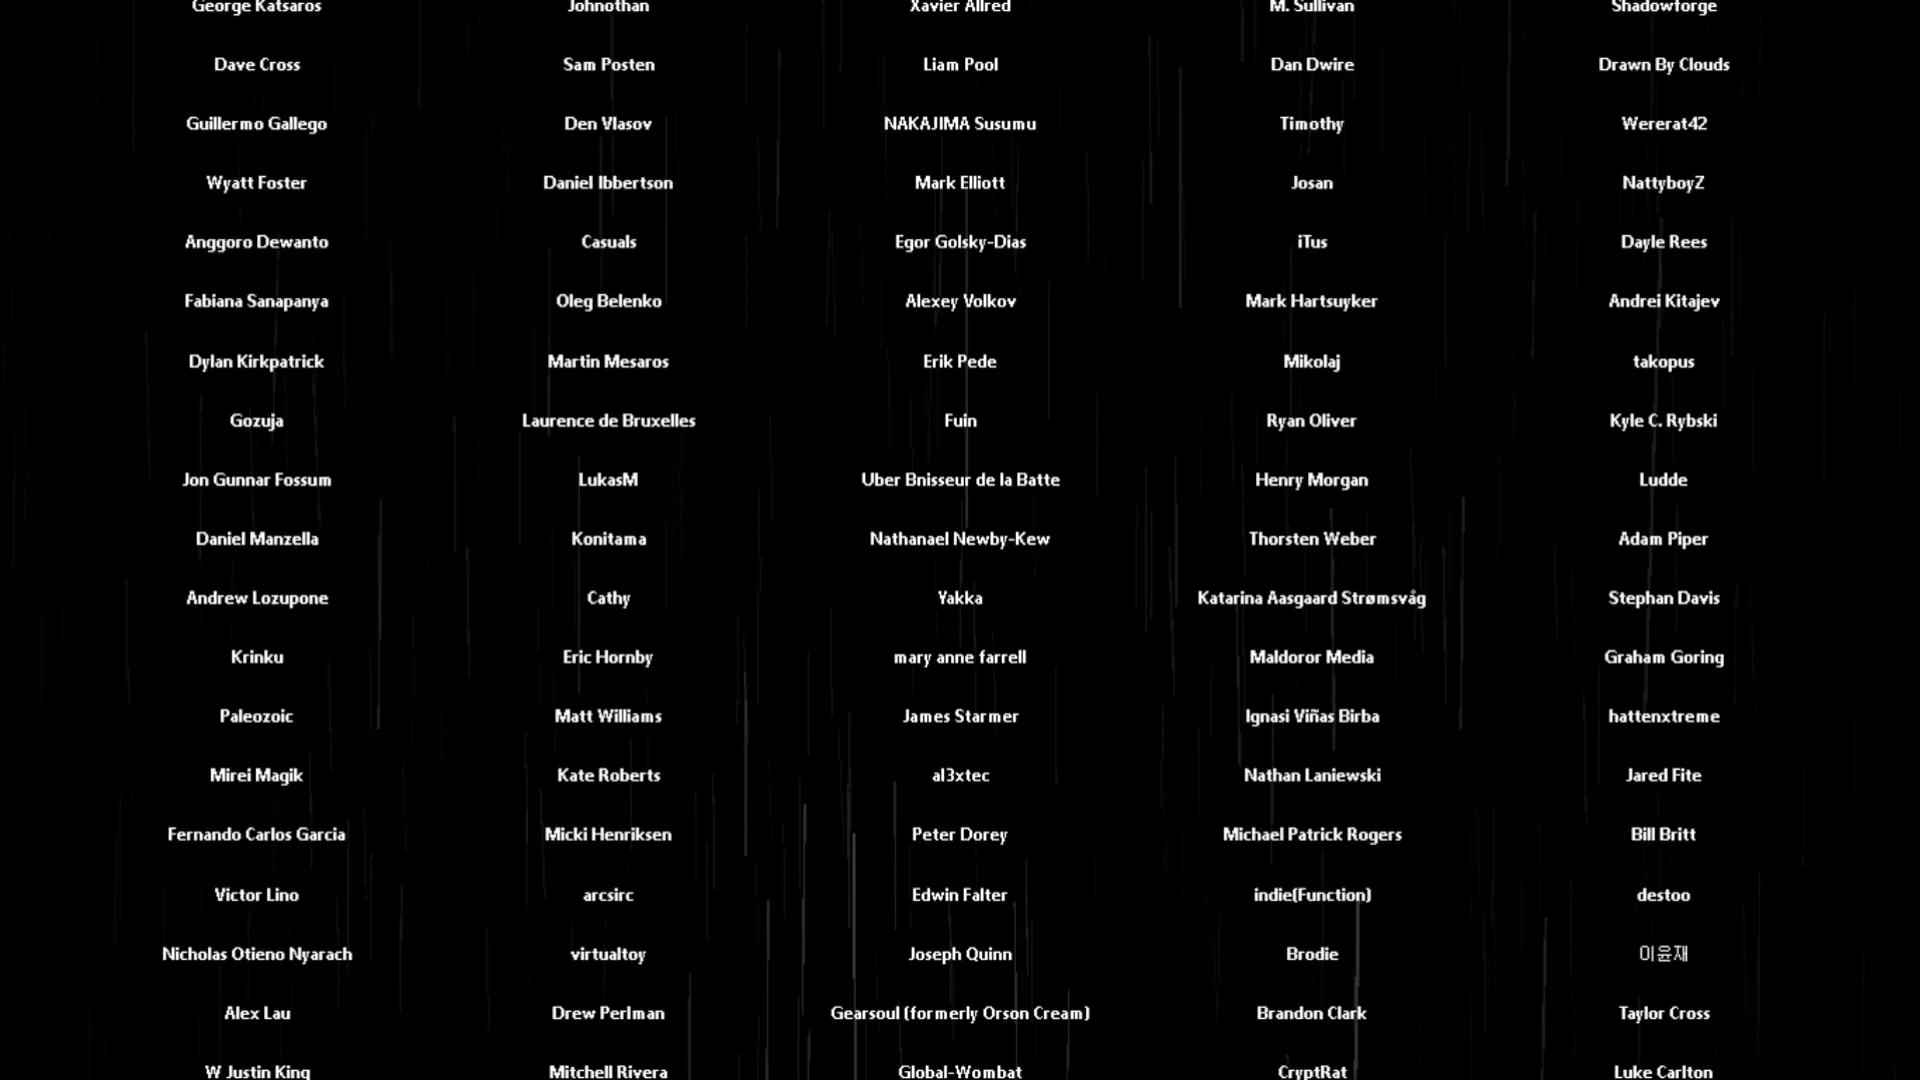 George Katsaros Johnothan Xavier Allred M. Sullivan Shadowforge
Dave Cross Sam Posten Liam Pool Dan Dwire Drawn By Clouds
Guillermo Gallego Den Vlasov NAKAJIMA Susumu Timothy Wererat42
Wyatt Foster Daniel Ibbertson Mark Elliott Josan NattyboyZ
Anggoro Dewanto Casuals Egor Golsky-Dias iTus Dayle Rees
Fabiana Sanapanya Oleg Belenko Alexey Volkov Mark Hartsuyker Andrei Kitajev
Dylan Kirkpatrick Martin Mesaros Erik Pede Mikolaj takopus
Gozuja Laurence de Bruxelles Fuin Ryan Oliver Kyle C. Rybski
Jon Gunnar Fossum LukasM Uber Bnisseur de la Batte Henry Morgan Ludde
Daniel Manzella Konitama Nathanael Newby-Kew Thorsten Weber Adam Piper
Andrew Lozupone Cathy Yakka Katarina Aasgaard Strømsvåg Stephan Davis
Krinku Eric Hornby mary anne farrell Maldoror Media Graham Goring
Paleozoic Matt Williams James Starmer Ignasi Viñas Birba hattenxtreme
Mirei Magik Kate Roberts al3xtec Nathan Laniewski Jared Fite
Fernando Carlos Garcia Micki Henriksen Peter Dorey Michael Patrick Rogers Bill Britt
Victor Lino arcsirc Edwin Falter indie(Function) destoo
Nicholas Otieno Nyarach virtualtoy Joseph Quinn Brodie 이윤재
Alex Lau Drew Perlman Gearsoul (formerly Orson Cream) Brandon Clark Taylor Cross
W Justin King Mitchell Rivera Global-Wombat CryptRat Luke Carlton